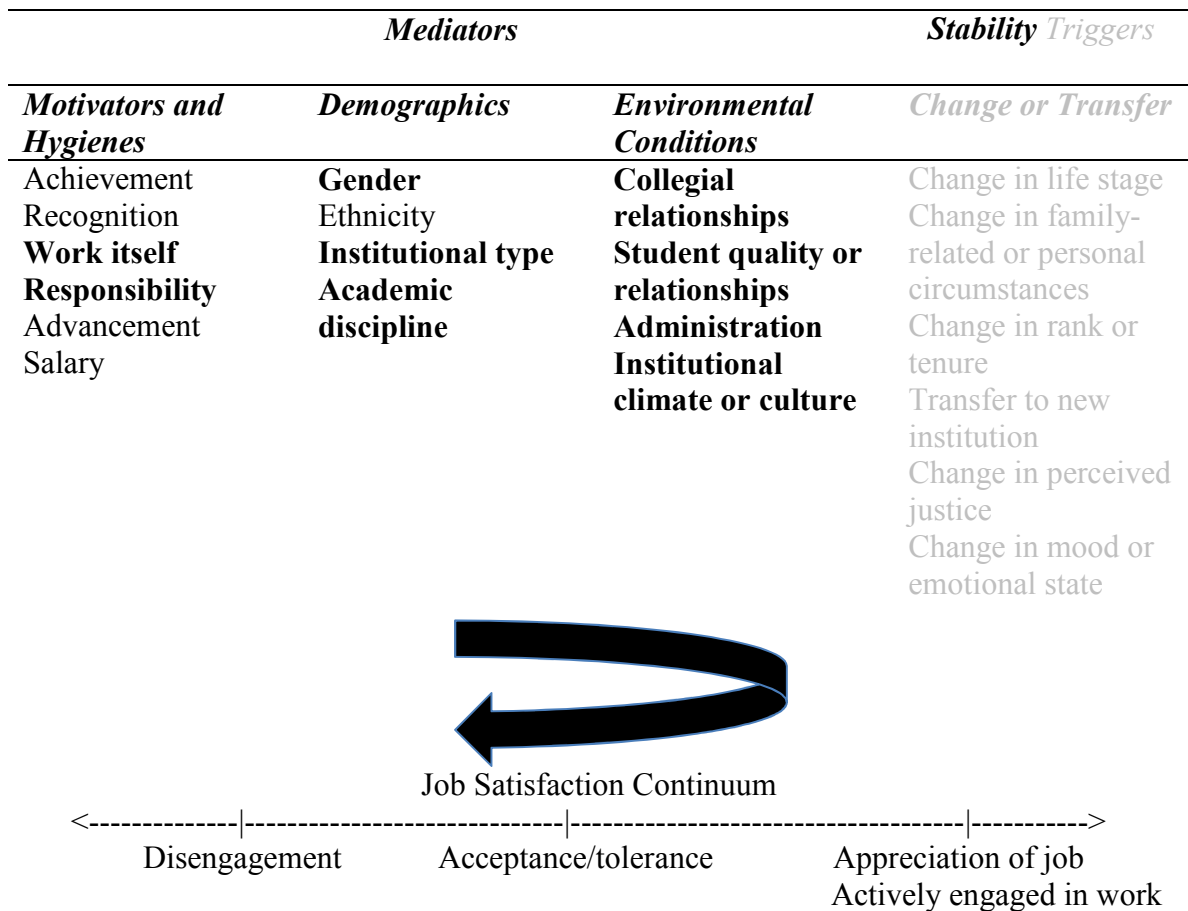 Mediators
Stability Triggers
Motivators and
Hygienes
Demographics
Environmental
Conditions
Change or Transfer
Achievement
Recognition
Work itself
Responsibility
Advancement
Salary
Gender
Ethnicity
Institutional type
Academic
discipline
Collegial
relationships
Student quality or
relationships
Administration
Institutional
climate or culture
Change in life stage
Change in family-
related or personal
circumstances
Change in rank or
tenure
Transfer to new
institution
Change in perceived
justice
Change in mood or
emotional state
Job Satisfaction Continuum
<--------------|------------------------------|-------------------------------------|----------->
Disengagement
Acceptance/tolerance
Appreciation of job
Actively engaged in work